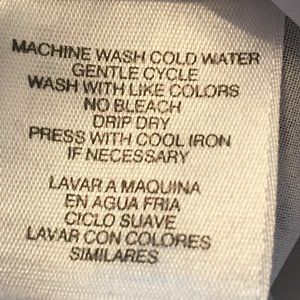 MACHINE WASH COLD WATER
GENTLE CYCLE
WASH WITH LIKE COLORS
NO BLEACH
DRIP DRY
PRESS WITH COOL IRON
IF NECESSARY
LAVAR A MAQUINA
EN AGUA FRIA
CICLO SUAVE
LAVAR CON COLORES
SIMILARES